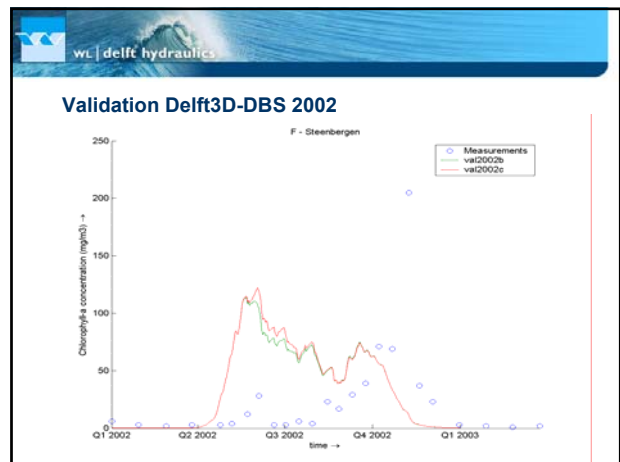 wL | delft hydraulics
Validation Delft3D-DBS 2002
F - Steenbergen
Measurements
val2002b
val2002c
Chlorophyll-a concentration (mg/m3) →
250
200
150
100
50
0
Q1 2002 Q2 2002 Q3 2002 Q4 2002 Q1 2003
time →